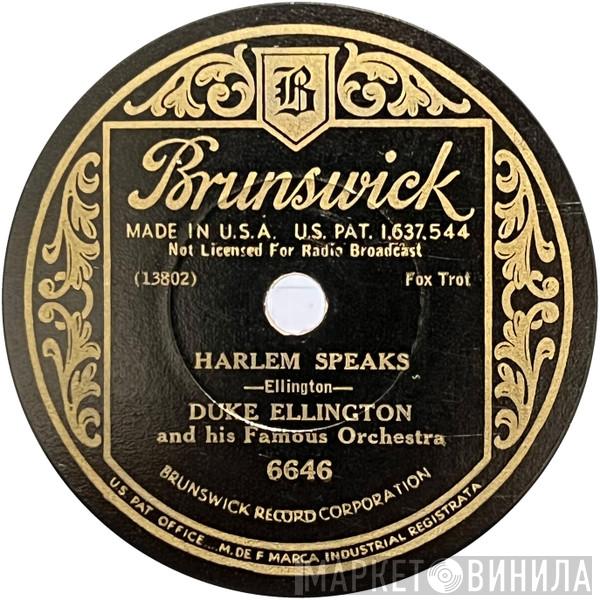 B
Brunswick
MADE IN U.S.A. U.S. PAT. 1,637,544
Not Licensed For Radio Broadcast
(13802) Fox Trot
HARLEM SPEAKS
—Ellington—
DUKE ELLINGTON
and his Famous Orchestra
6646
BRUNSWICK RECORD CORPORATION
U.S. PAT OFFICE... M. DE F MARCA INDUSTRIAL REGISTRATA
МАРКЕТ ВИНИЛА